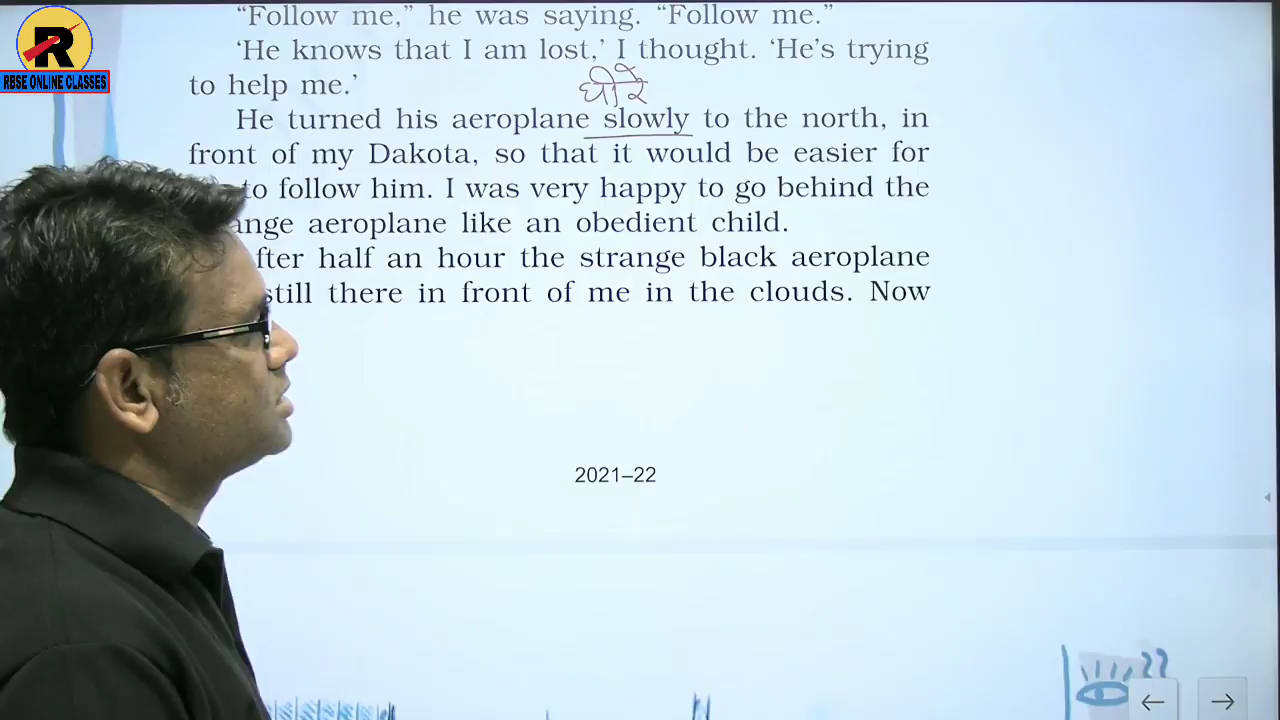 “Follow me,” he was saying. “Follow me.”
‘He knows that I am lost,’ I thought. ‘He’s trying
to help me.’
धीरे
He turned his aeroplane slowly to the north, in
front of my Dakota, so that it would be easier for
to follow him. I was very happy to go behind the
ange aeroplane like an obedient child.
fter half an hour the strange black aeroplane
still there in front of me in the clouds. Now
2021–22
R
RBSE ONLINE CLASSES